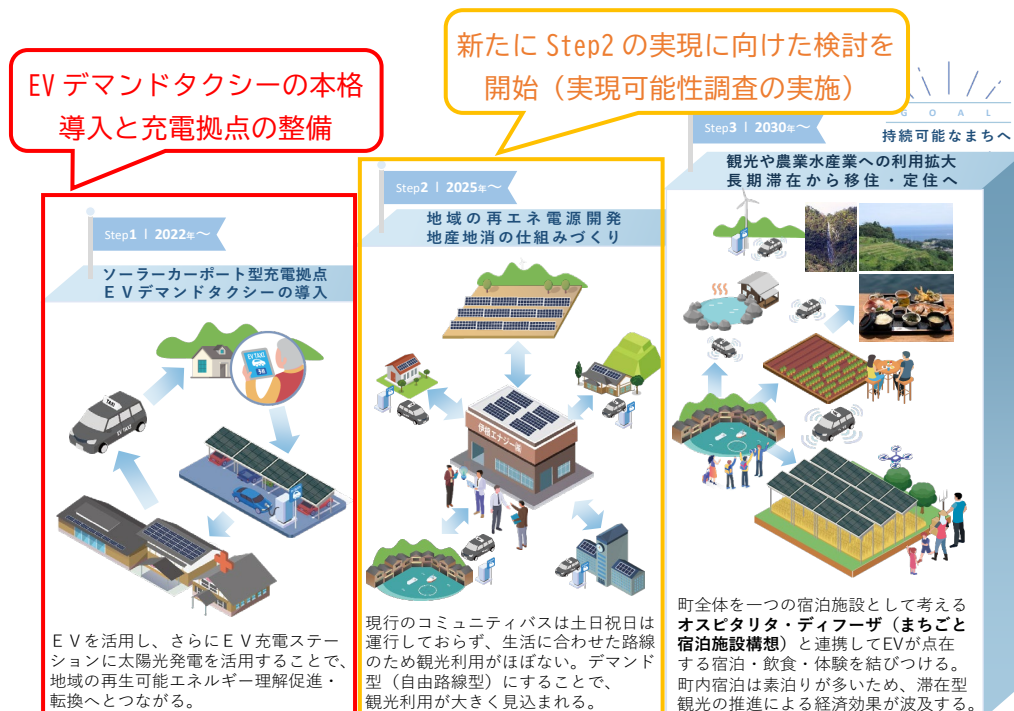 EVデマンドタクシーの本格
導入と充電拠点の整備
新たにStep2の実現に向けた検討を
開始（実現可能性調査の実施）
GOAL
持続可能なまちへ
Step1 | 2022年～
ソーラーカーポート型充電拠点
ＥＶデマンドタクシーの導入
EV TAXI
予約
TAXI
EV TAXI
ＥＶを活用し、さらにＥＶ充電ステー
ションに太陽光発電を活用することで、
地域の再生可能エネルギー理解促進・
転換へとつながる。
Step2 | 2025年～
地域の再エネ電源開発
地産地消の仕組みづくり
伊根エナジー㈱
現行のコミュニティバスは土日祝日は
運行しておらず、生活に合わせた路線
のため観光利用がほぼない。デマンド
型（自由路線型）にすることで、
観光利用が大きく見込まれる。
Step3 | 2030年～
観光や農業水産業への利用拡大
長期滞在から移住・定住へ
町全体を一つの宿泊施設として考える
オスピタリタ・ディフーザ（まちごと
宿泊施設構想）と連携してEVが点在
する宿泊・飲食・体験を結びつける。
町内宿泊は素泊りが多いため、滞在型
観光の推進による経済効果が波及する。